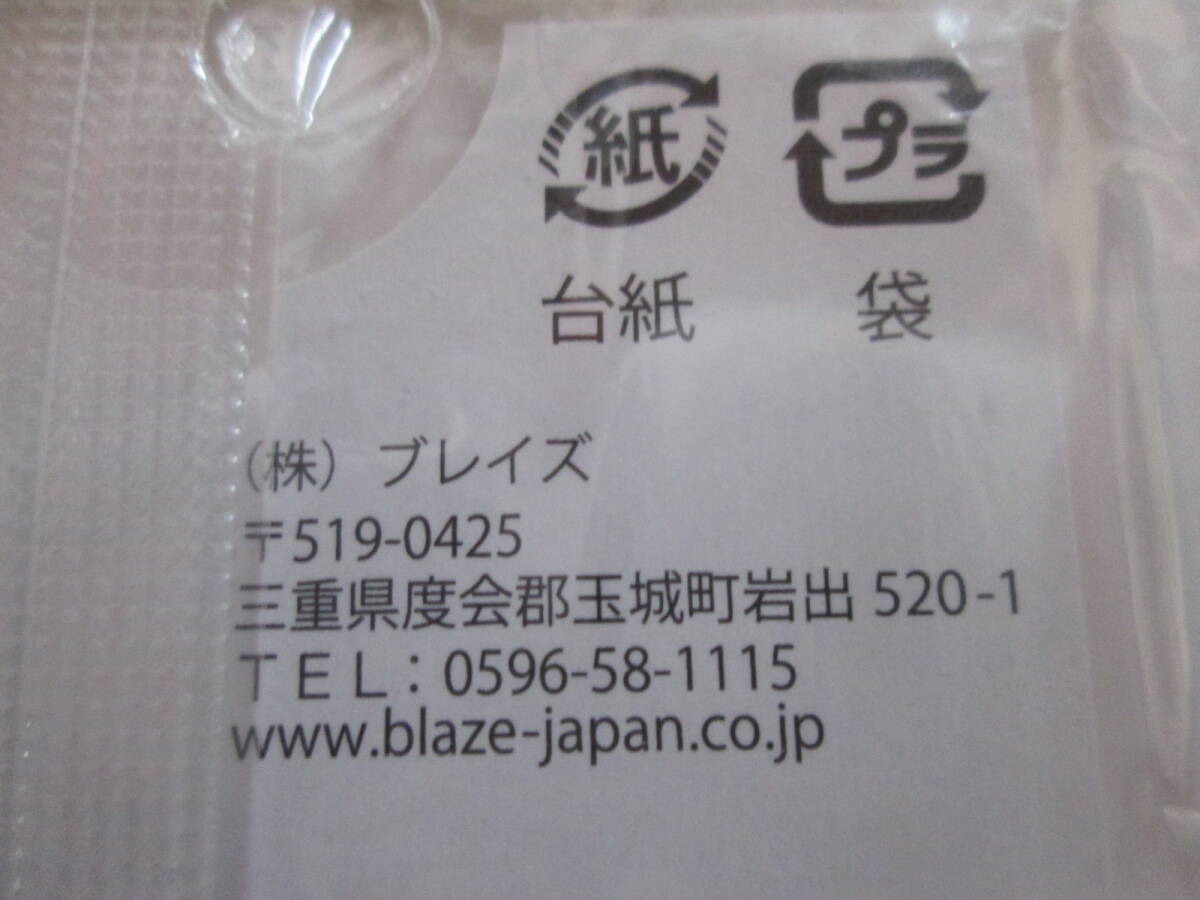 紙 プラ
台紙 袋
（株）ブレイズ
〒519-0425
三重県度会郡玉城町岩出 520-1
ＴＥＬ：0596-58-1115
www.blaze-japan.co.jp